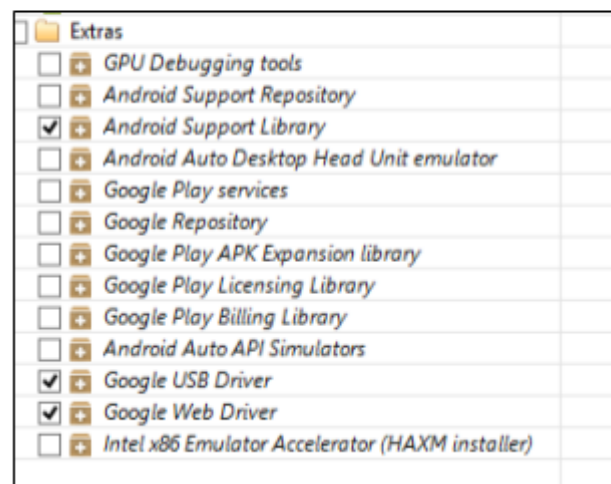 Extras
GPU Debugging tools
Android Support Repository
Android Support Library
Android Auto Desktop Head Unit emulator
Google Play services
Google Repository
Google Play APK Expansion library
Google Play Licensing Library
Google Play Billing Library
Android Auto API Simulators
Google USB Driver
Google Web Driver
Intel x86 Emulator Accelerator (HAXM installer)